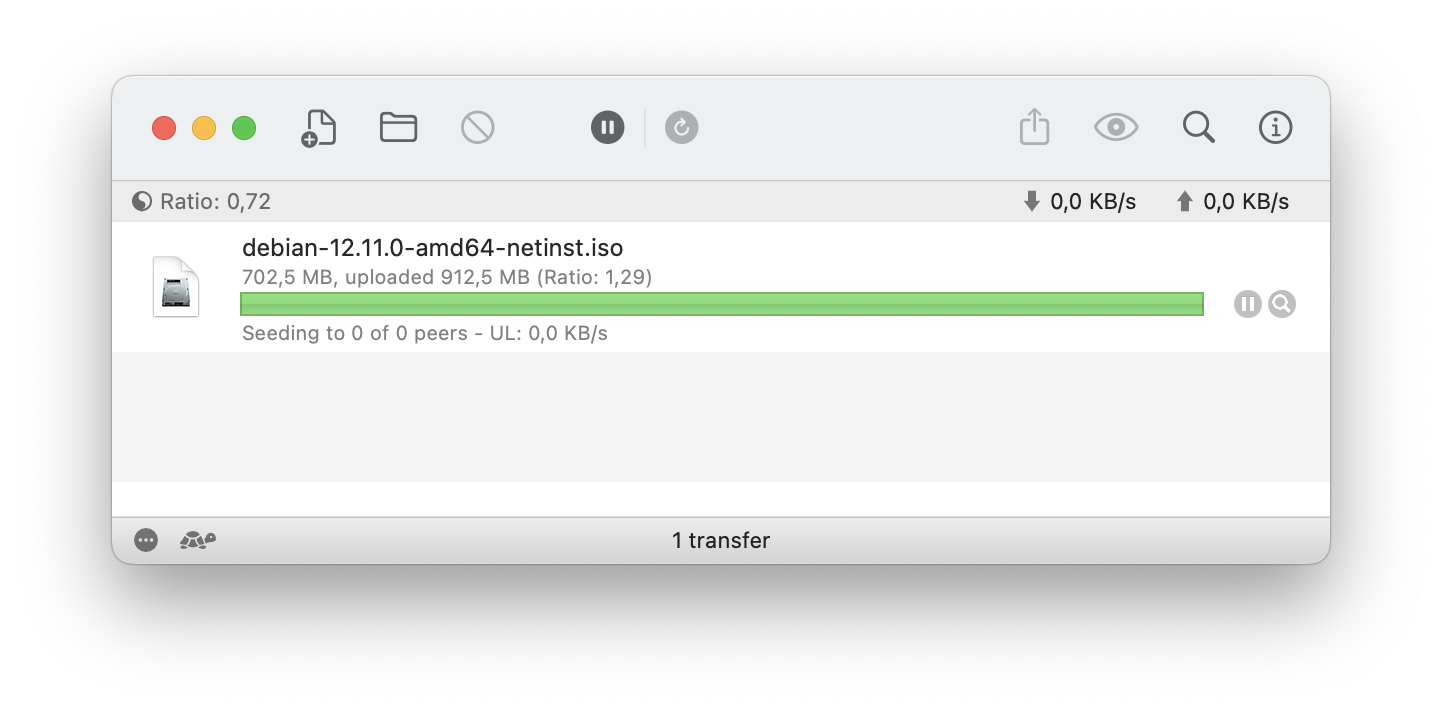 Ratio: 0,72
0,0 KB/s
0,0 KB/s
debian-12.11.0-amd64-netinst.iso
702,5 MB, uploaded 912,5 MB (Ratio: 1,29)
Seeding to 0 of 0 peers - UL: 0,0 KB/s
1 transfer